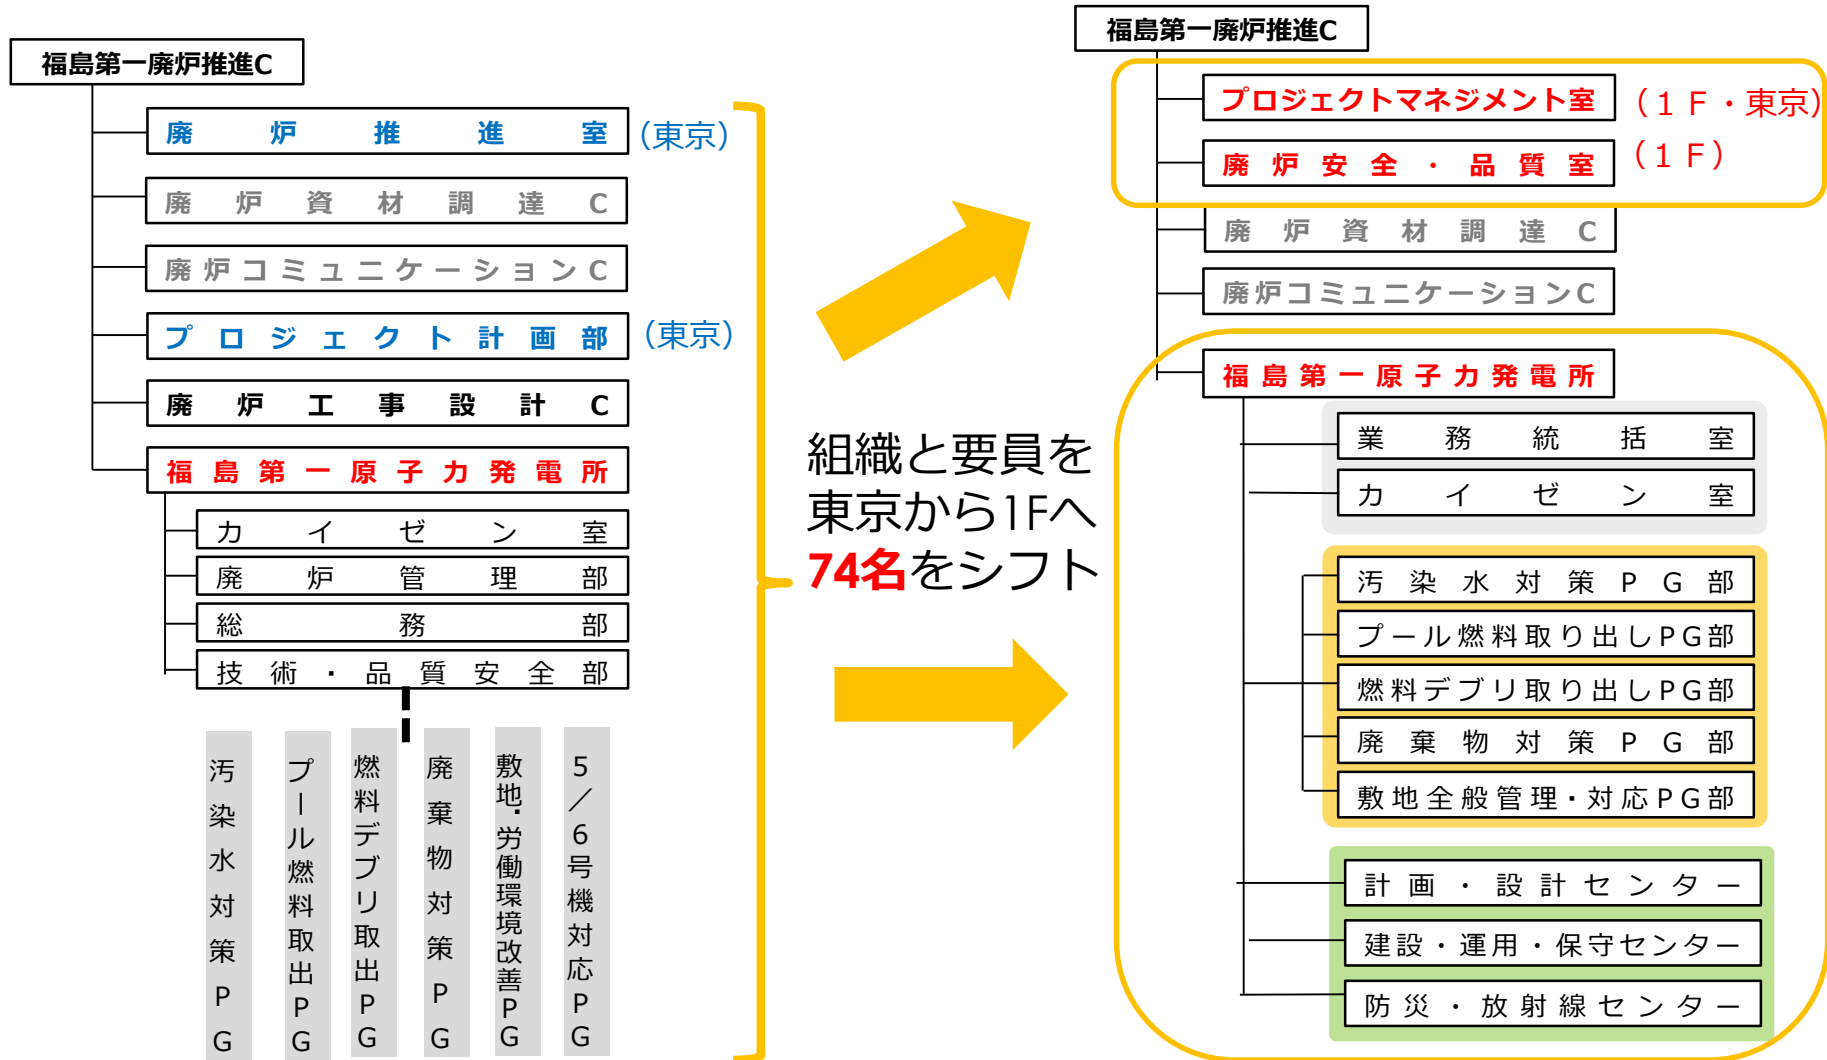 福島第一廃炉推進C
廃炉推進室
(東京)
廃炉資材調達C
廃炉コミュニケーションC
プロジェクト計画部
(東京)
廃炉工事設計C
福島第一原子力発電所
カイゼン室
廃炉管理部
総務部
技術・品質安全部
汚染水対策PG
プール燃料取出PG
燃料デブリ取出PG
廃棄物対策PG
敷地・労働環境改善PG
5/6号機対応PG
組織と要員を
東京から1Fへ
74名をシフト
福島第一廃炉推進C
プロジェクトマネジメント室
(1F・東京)
廃炉安全・品質室
(1F)
廃炉資材調達C
廃炉コミュニケーションC
福島第一原子力発電所
業務統括室
カイゼン室
汚染水対策PG部
プール燃料取り出しPG部
燃料デブリ取り出しPG部
廃棄物対策PG部
敷地全般管理・対応PG部
計画・設計センター
建設・運用・保守センター
防災・放射線センター